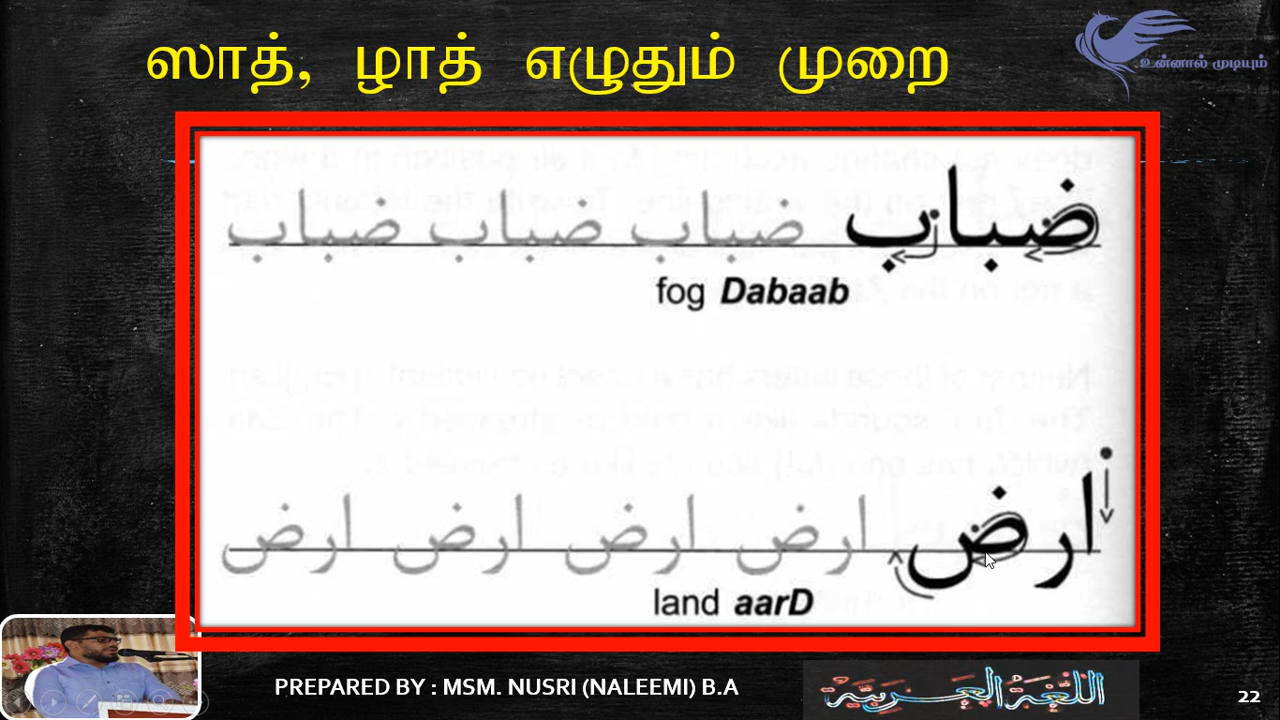 ஸாத், ழாத் எழுதும் முறை
உன்னால் முடியும்
ضباب ضباب ضباب ضباب
fog Dabaab
ارض ارض ارض ارض ارض
land aarD
PREPARED BY : MSM. NUSRI (NALEEMI) B.A
اللغة العربية
22